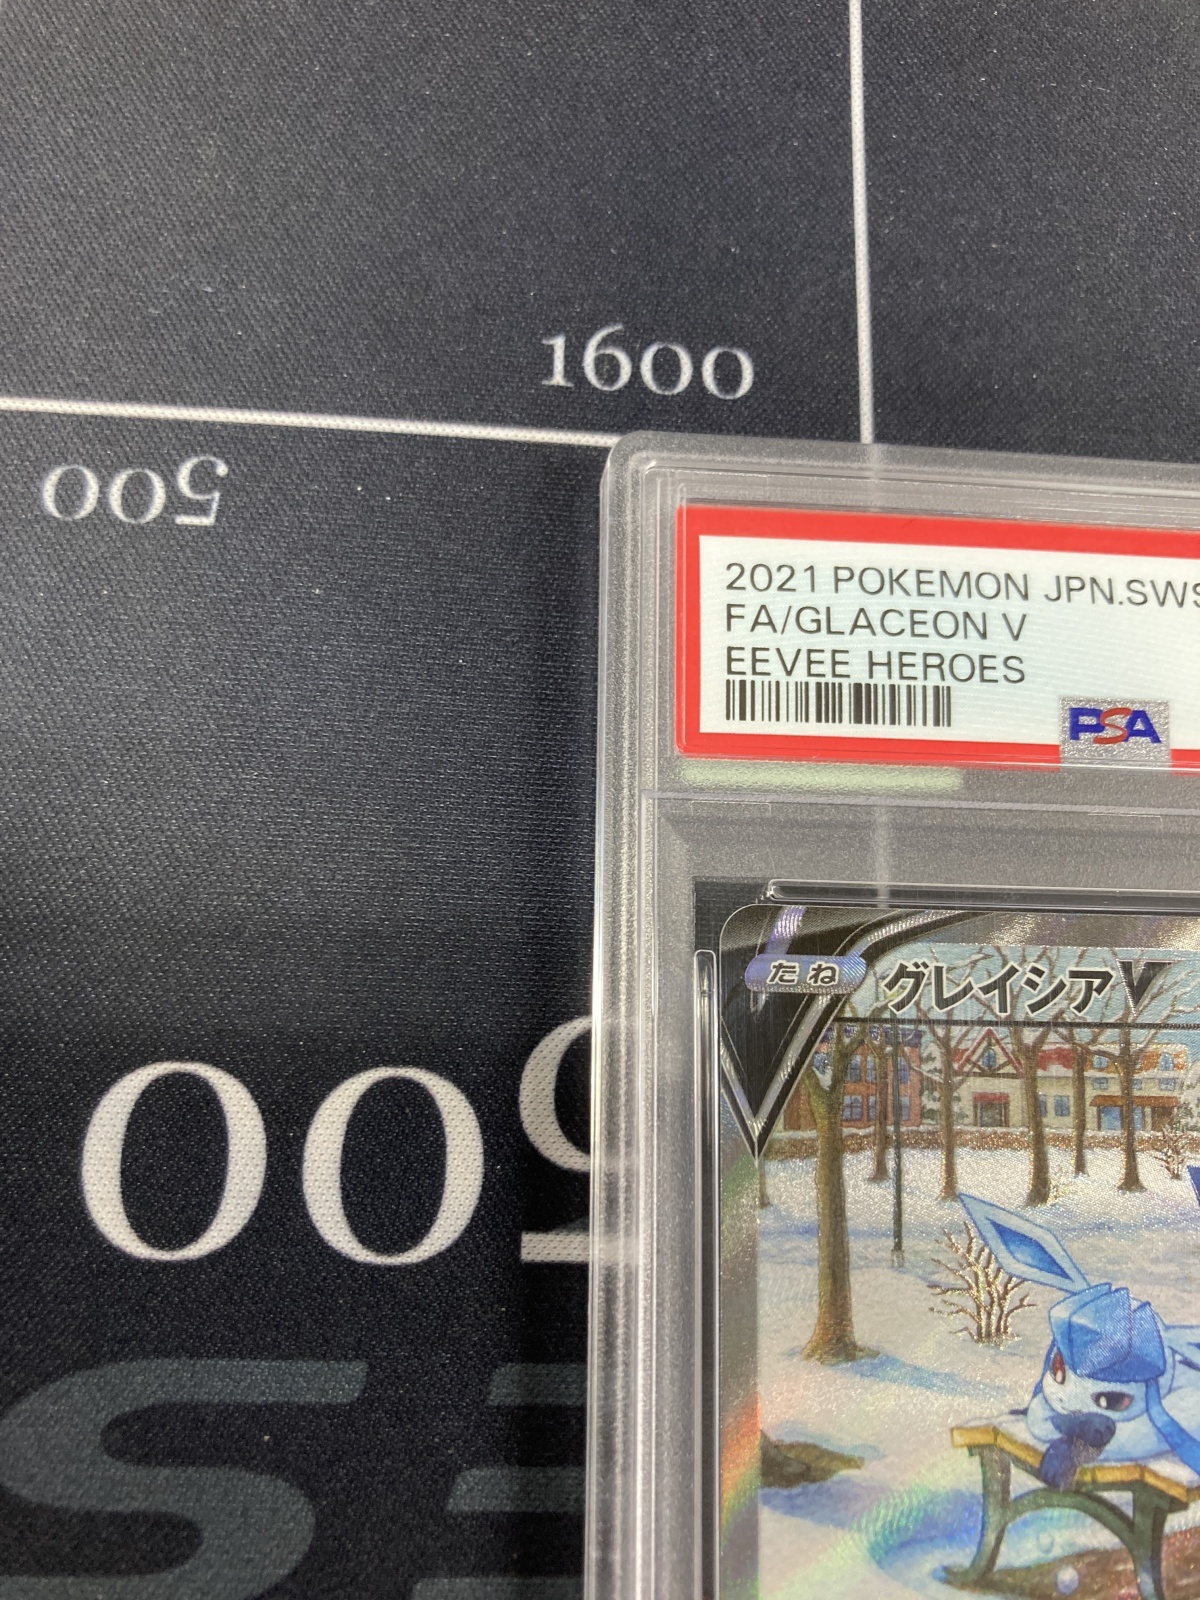 1600
500
2021 POKEMON JPN.SWS
FA/GLACEON V
EEVEE HEROES
PSA
たね グレイシアV
500